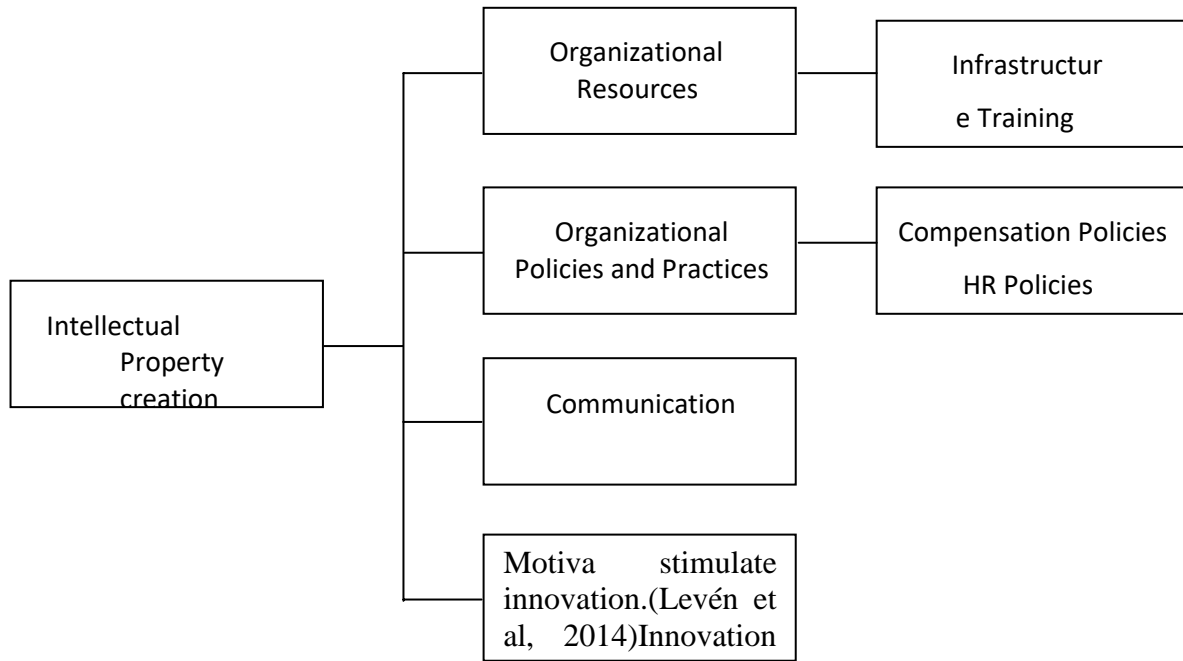 Organizational
Resources
Infrastructur
e Training
Organizational
Policies and Practices
Compensation Policies
HR Policies
Intellectual
Property
creation
Communication
Motiva stimulate
innovation.(Levén et
al, 2014)Innovation